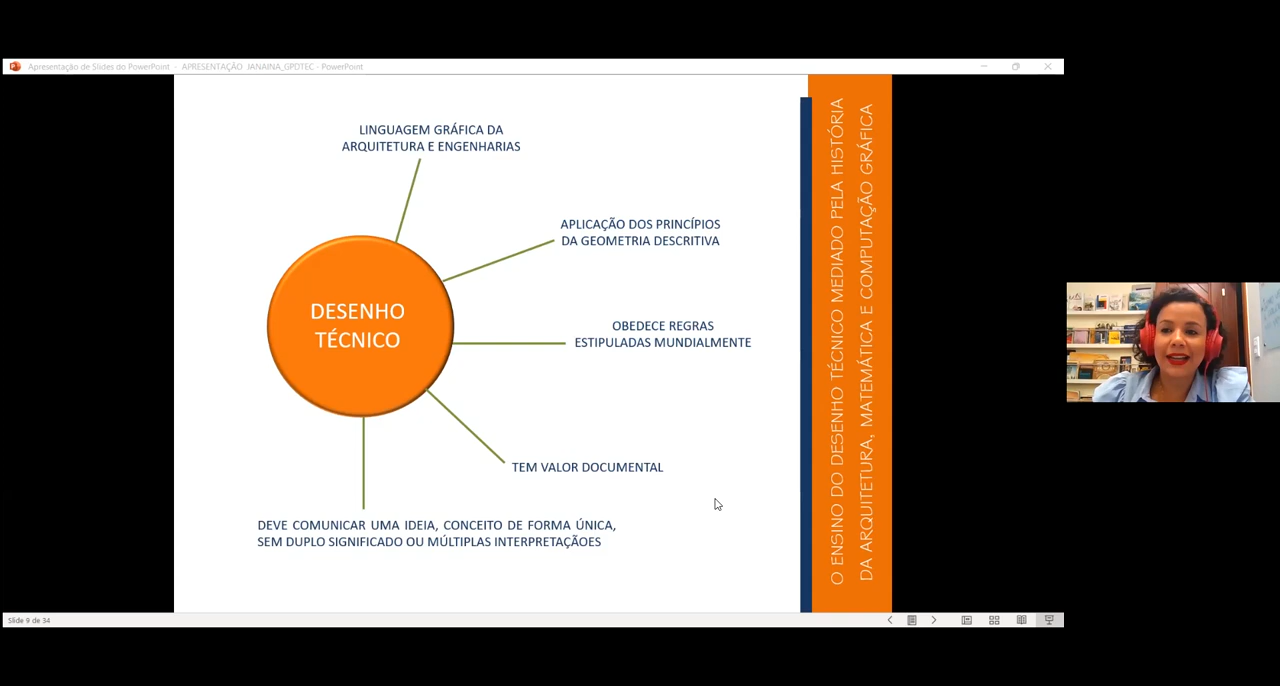 Apresentação de Slides do PowerPoint - APRESENTAÇÃO JANAINA_GPDTEC - PowerPoint
LINGUAGEM GRÁFICA DA
ARQUITETURA E ENGENHARIAS
APLICAÇÃO DOS PRINCÍPIOS
DA GEOMETRIA DESCRITIVA
DESENHO
TÉCNICO
OBEDECE REGRAS
ESTIPULADAS MUNDIALMENTE
TEM VALOR DOCUMENTAL
DEVE COMUNICAR UMA IDEIA, CONCEITO DE FORMA ÚNICA,
SEM DUPLO SIGNIFICADO OU MÚLTIPLAS INTERPRETAÇÃOES
O ENSINO DO DESENHO TÉCNICO MEDIADO PELA HISTÓRIA
DA ARQUITETURA, MATEMÁTICA E COMPUTAÇÃO GRÁFICA
Slide 9 de 34